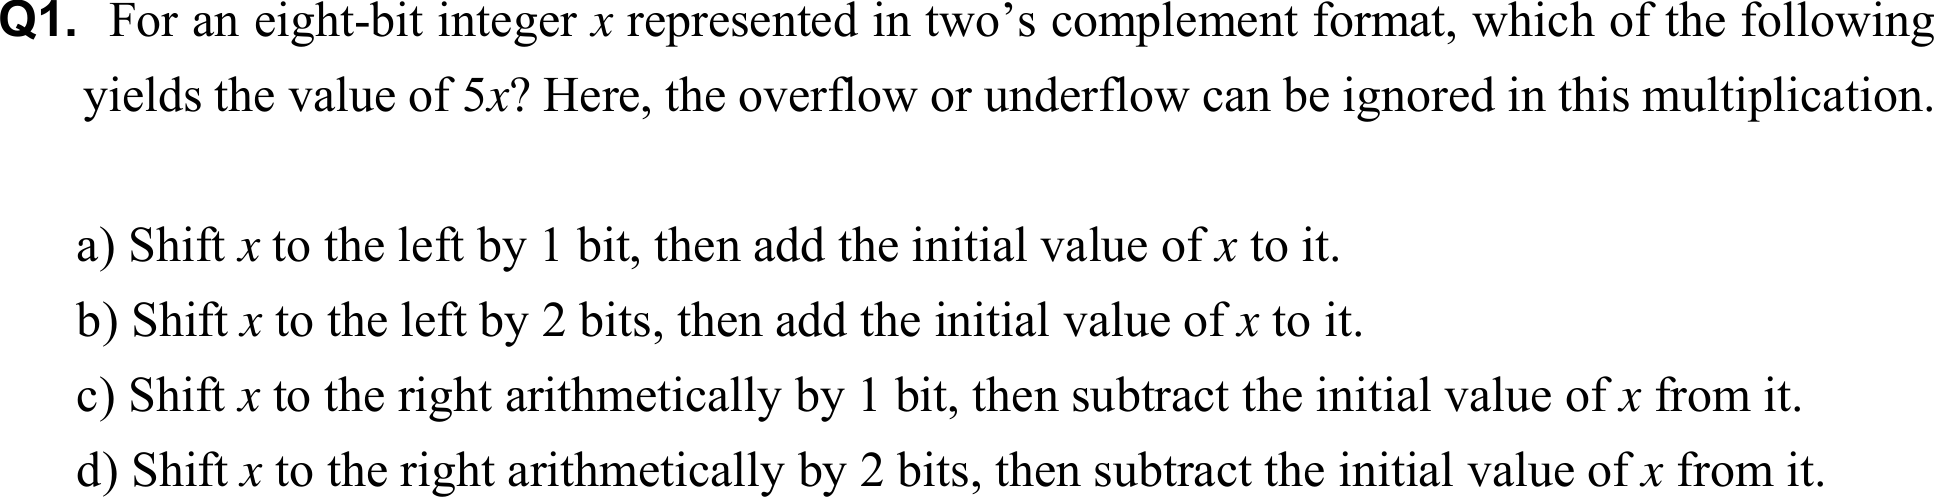 Q1. For an eight-bit integer x represented in two’s complement format, which of the following
yields the value of 5x? Here, the overflow or underflow can be ignored in this multiplication.
a) Shift x to the left by 1 bit, then add the initial value of x to it.
b) Shift x to the left by 2 bits, then add the initial value of x to it.
c) Shift x to the right arithmetically by 1 bit, then subtract the initial value of x from it.
d) Shift x to the right arithmetically by 2 bits, then subtract the initial value of x from it.